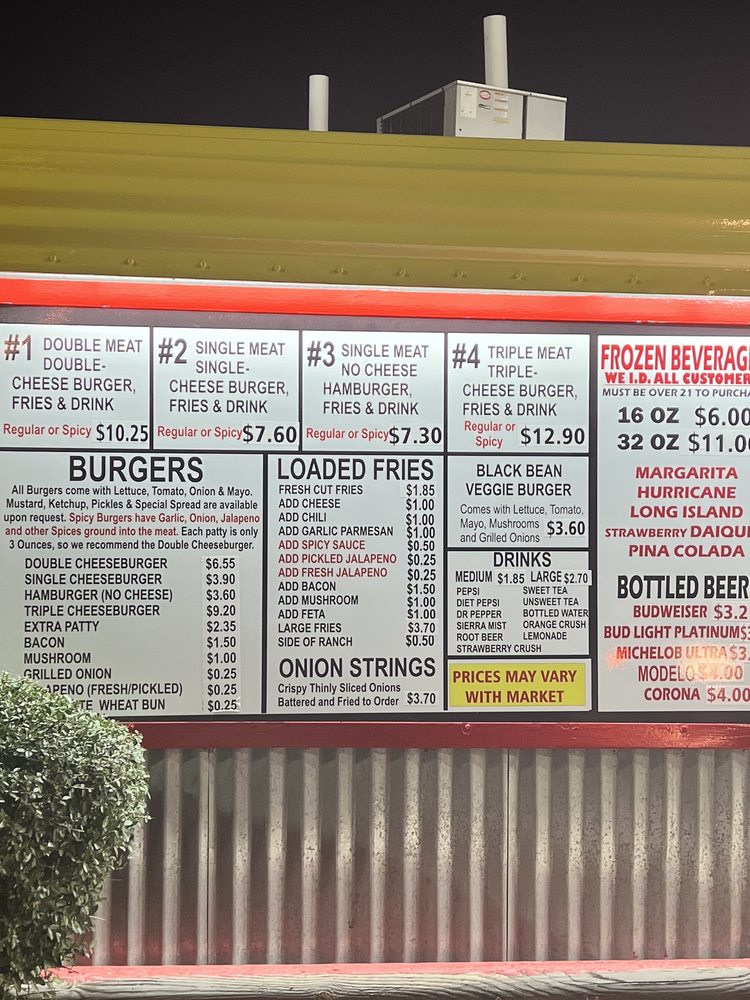 #1 DOUBLE MEAT
DOUBLE-
CHEESE BURGER,
FRIES & DRINK
Regular or Spicy $10.25
#2 SINGLE MEAT
SINGLE-
CHEESE BURGER,
FRIES & DRINK
Regular or Spicy $7.60
#3 SINGLE MEAT
NO CHEESE
HAMBURGER,
FRIES & DRINK
Regular or Spicy $7.30
#4 TRIPLE MEAT
TRIPLE-
CHEESE BURGER,
FRIES & DRINK
Regular or
Spicy $12.90
BURGERS
All Burgers come with Lettuce, Tomato, Onion & Mayo.
Mustard, Ketchup, Pickles & Special Spread are available
upon request. Spicy Burgers have Garlic, Onion, Jalapeno
and other Spices ground into the meat. Each patty is only
3 Ounces, so we recommend the Double Cheeseburger.
DOUBLE CHEESEBURGER $6.55
SINGLE CHEESEBURGER $3.90
HAMBURGER (NO CHEESE) $3.60
TRIPLE CHEESEBURGER $9.20
EXTRA PATTY $2.35
BACON $1.50
MUSHROOM $1.00
GRILLED ONION $0.25
APENO (FRESH/PICKLED) $0.25
TE WHEAT BUN $0.25
LOADED FRIES
FRESH CUT FRIES $1.85
ADD CHEESE $1.00
ADD CHILI $1.00
ADD GARLIC PARMESAN $1.00
ADD SPICY SAUCE $0.50
ADD PICKLED JALAPENO $0.25
ADD FRESH JALAPENO $0.25
ADD BACON $1.50
ADD MUSHROOM $1.00
ADD FETA $1.00
LARGE FRIES $3.70
SIDE OF RANCH $0.50
ONION STRINGS
Crispy Thinly Sliced Onions
Battered and Fried to Order $3.70
BLACK BEAN
VEGGIE BURGER
Comes with Lettuce, Tomato,
Mayo, Mushrooms
and Grilled Onions $3.60
DRINKS
MEDIUM $1.85 LARGE $2.70
PEPSI SWEET TEA
DIET PEPSI UNSWEET TEA
DR PEPPER BOTTLED WATER
SIERRA MIST ORANGE CRUSH
ROOT BEER LEMONADE
STRAWBERRY CRUSH
PRICES MAY VARY
WITH MARKET
FROZEN BEVERAG
WE I.D. ALL CUSTOMER
MUST BE OVER 21 TO PURCHA
16 OZ $6.00
32 OZ $11.00
MARGARITA
HURRICANE
LONG ISLAND
STRAWBERRY DAIQUI
PINA COLADA
BOTTLED BEER
BUDWEISER $3.2
BUD LIGHT PLATINUM $3
MICHELOB ULTRA $3.
MODELO $4.00
CORONA $4.00